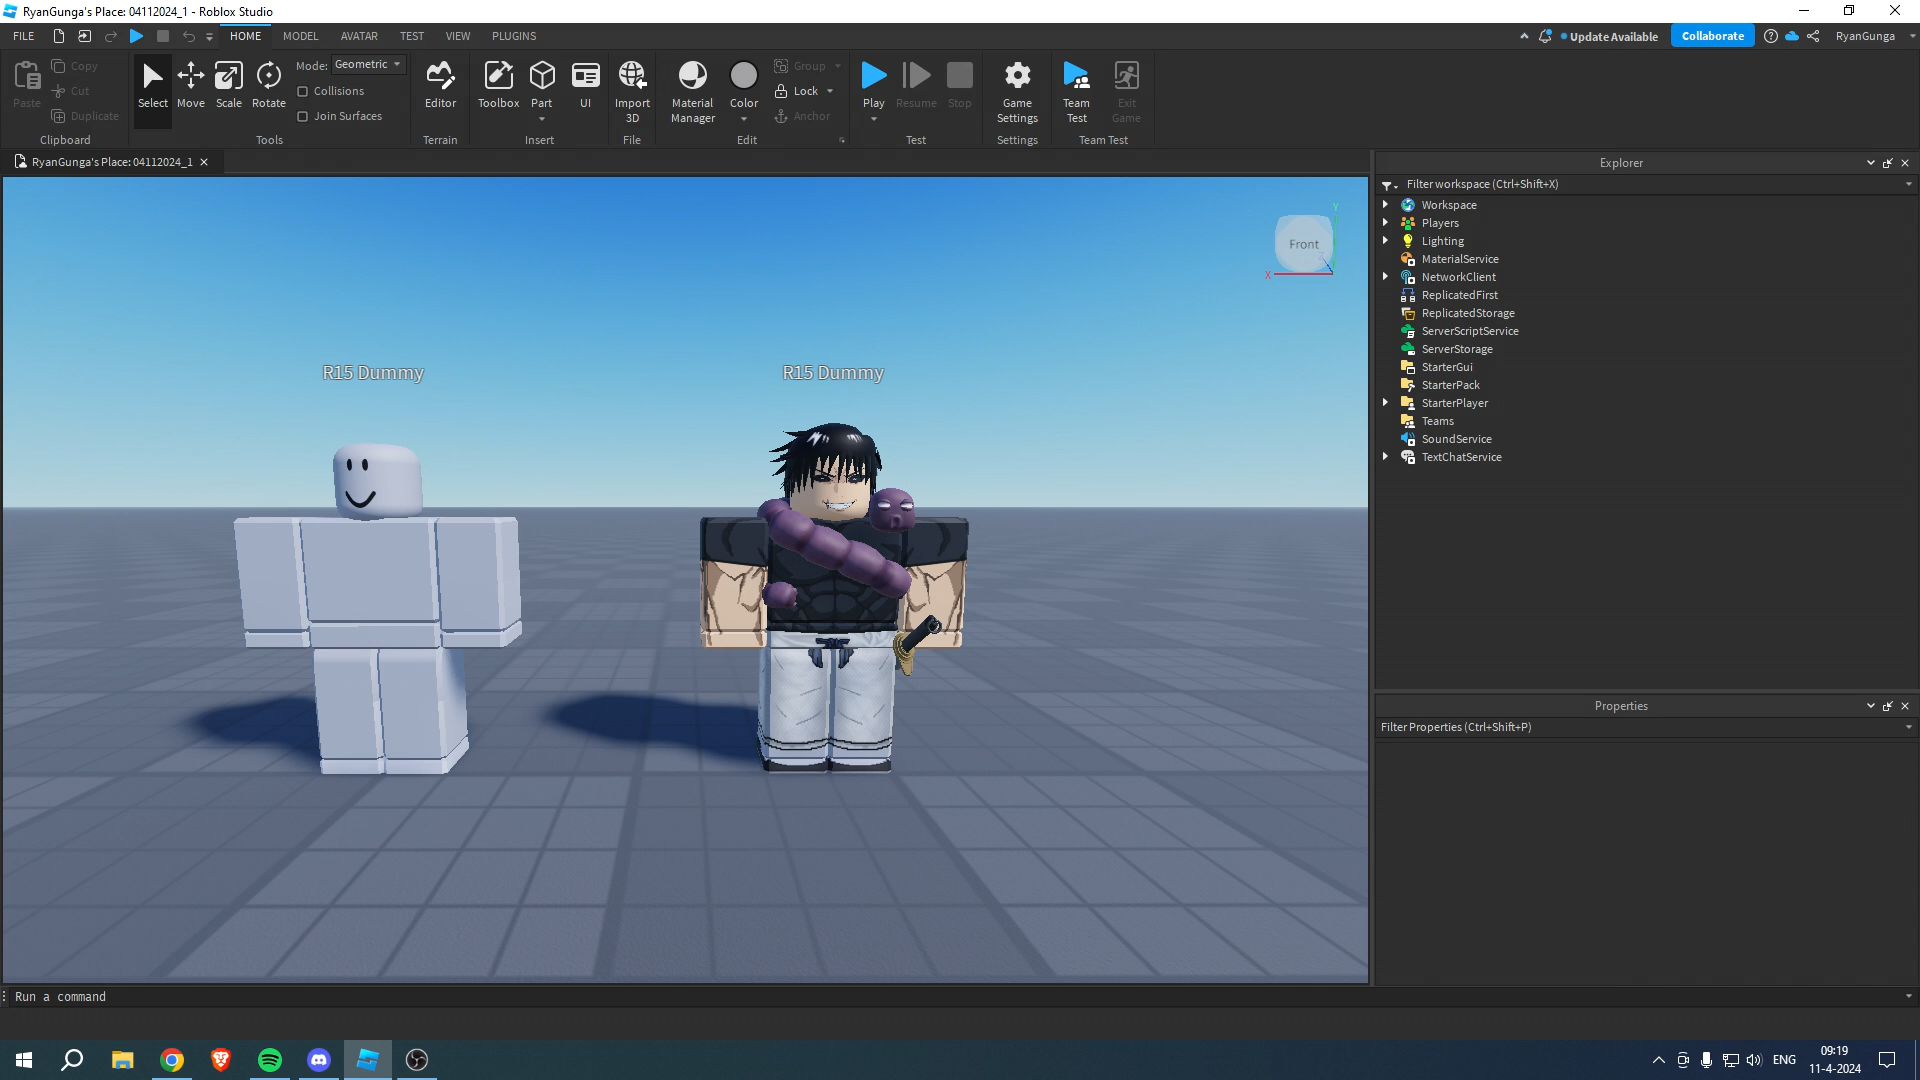 RyanGunga's Place: 04112024_1 - Roblox Studio
FILE HOME MODEL AVATAR TEST VIEW PLUGINS Update Available Collaborate RyanGunga
Paste
Copy
Cut
Duplicate
Clipboard
Select
Move
Scale
Rotate
Mode: Geometric
Collisions
Join Surfaces
Tools
Editor
Terrain
Toolbox
Part
UI
Insert
Import
3D
File
Material
Manager
Color
Group
Lock
Anchor
Edit
Play
Resume
Stop
Test
Game
Settings
Settings
Team
Test
Exit
Game
Team Test
RyanGunga's Place: 04112024_1
R15 Dummy
R15 Dummy
Y
Front
Z
X
Explorer
Filter workspace (Ctrl+Shift+X)
Workspace
Players
Lighting
MaterialService
NetworkClient
ReplicatedFirst
ReplicatedStorage
ServerScriptService
ServerStorage
StarterGui
StarterPack
StarterPlayer
Teams
SoundService
TextChatService
Properties
Filter Properties (Ctrl+Shift+P)
Run a command
ENG
09:19
11-4-2024